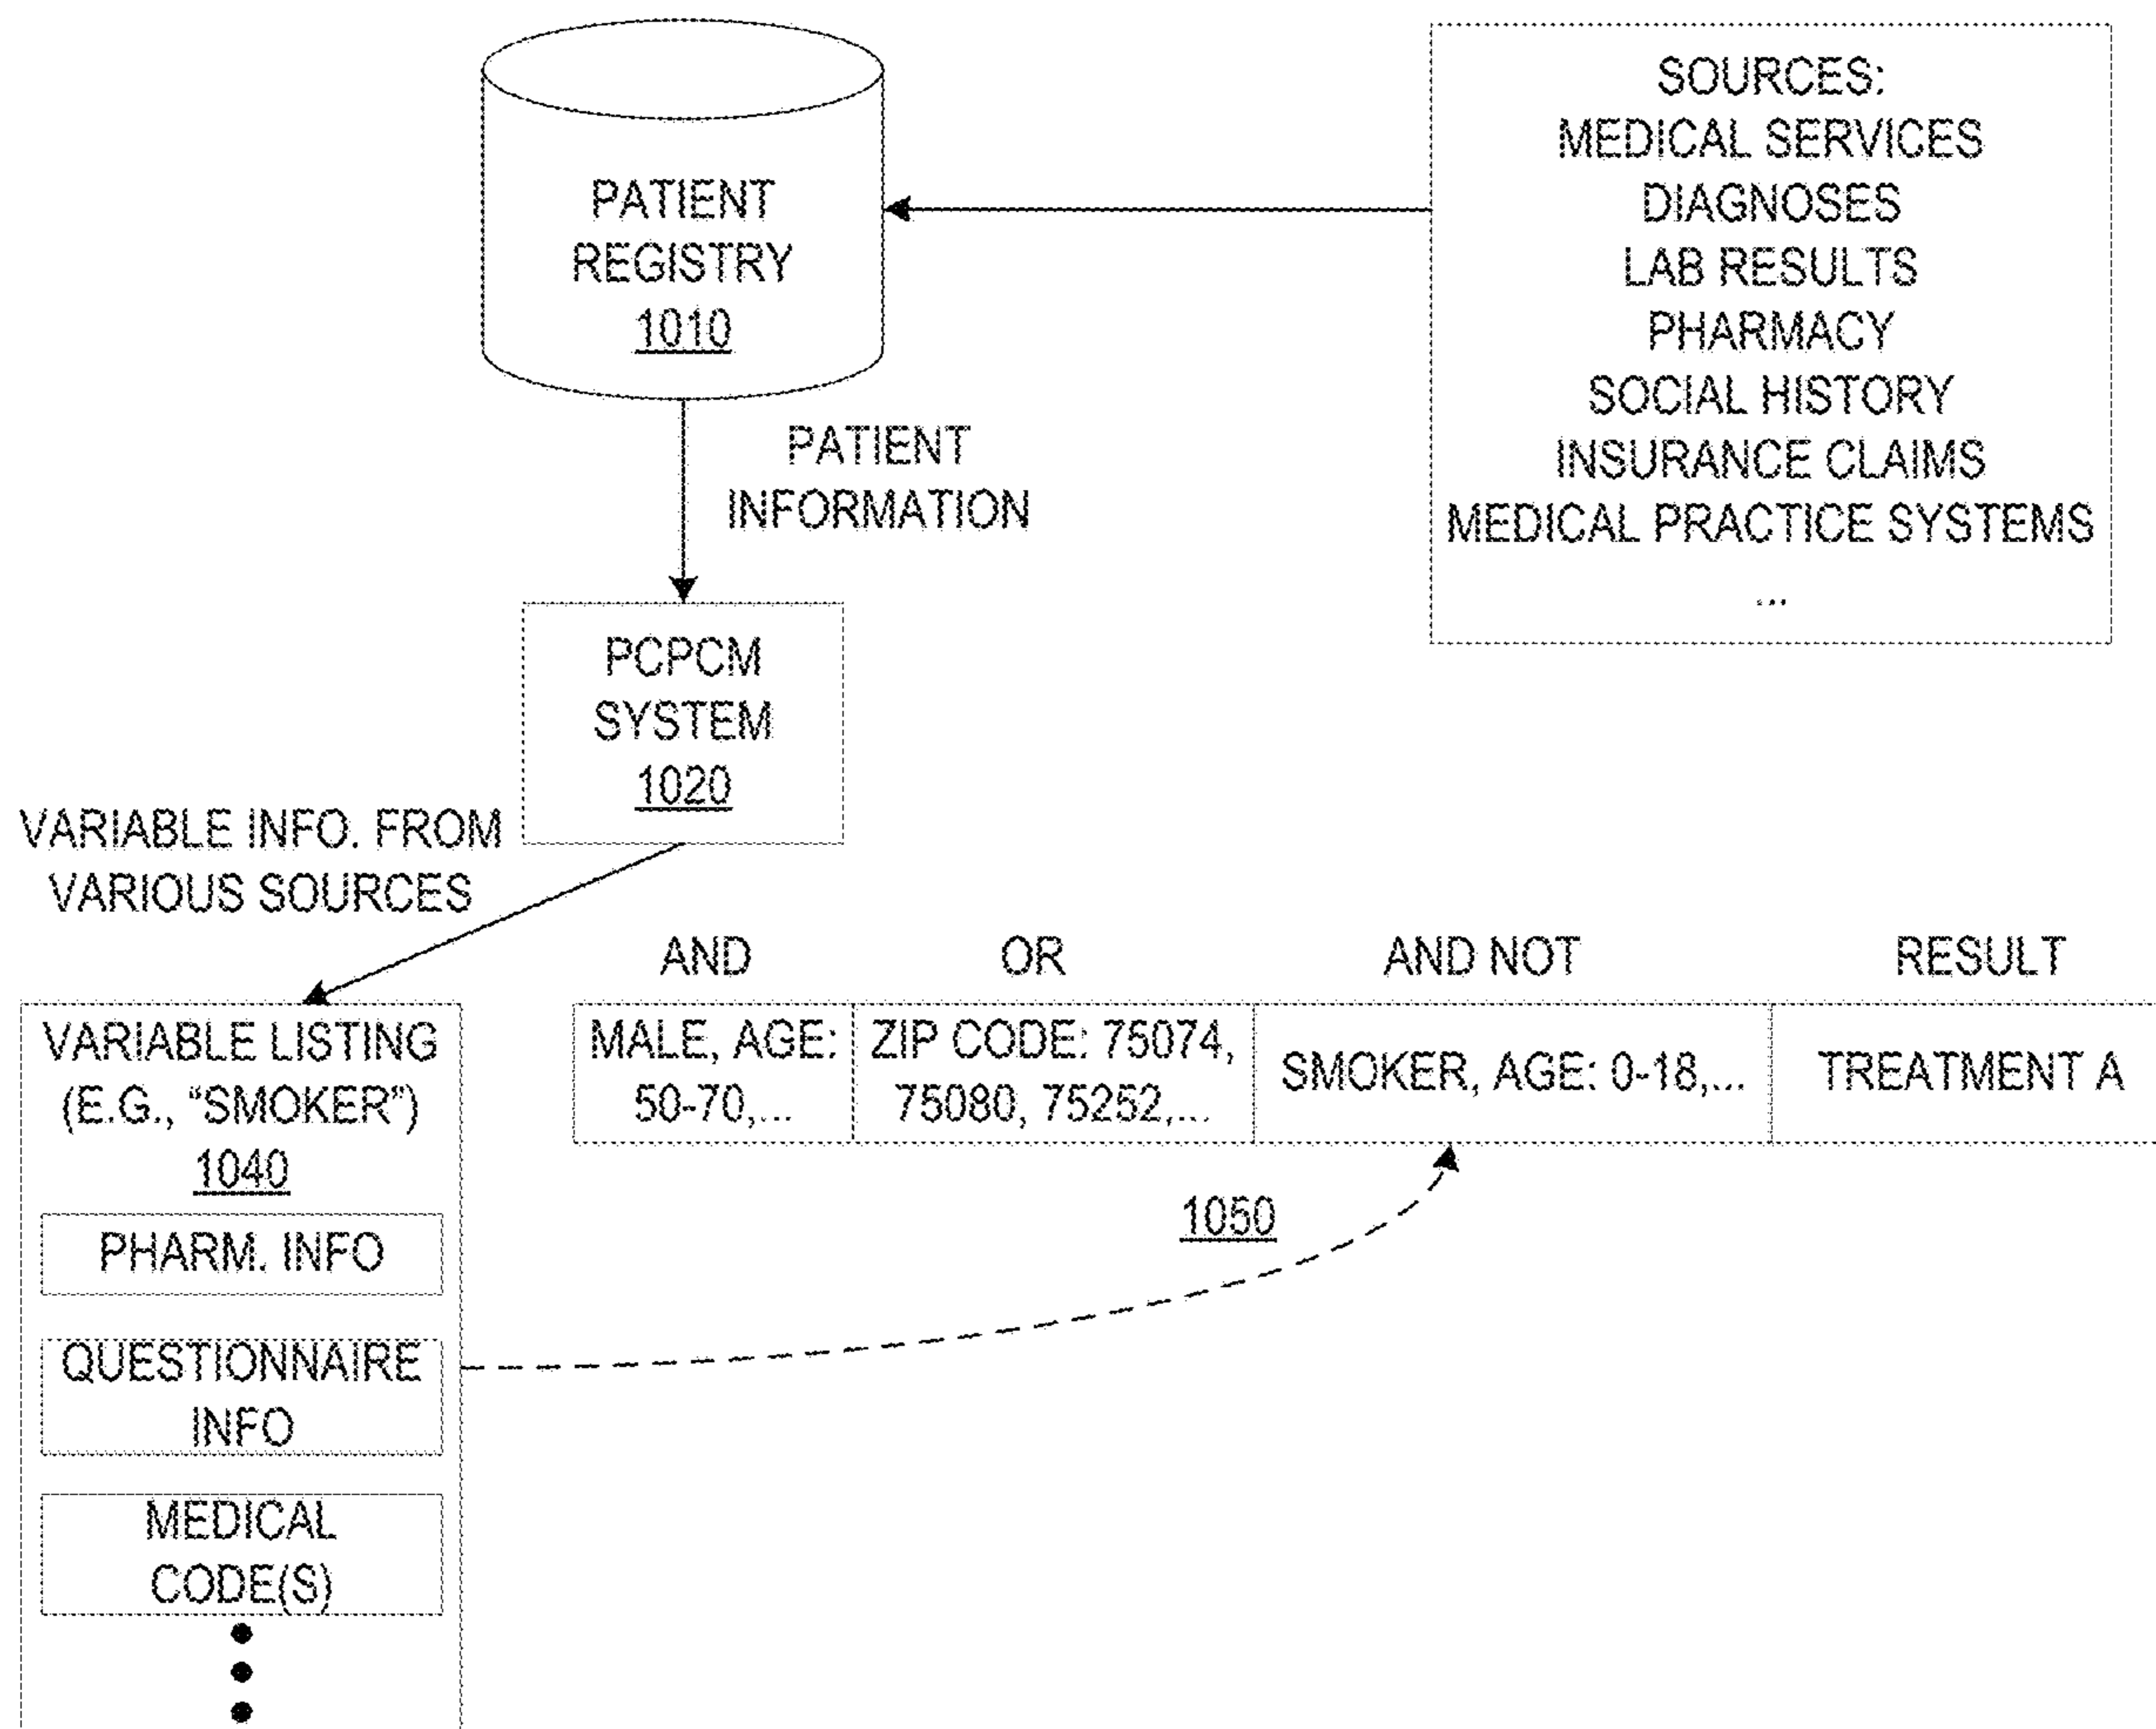 PATIENT
REGISTRY
1010
SOURCES:
MEDICAL SERVICES
DIAGNOSES
LAB RESULTS
PHARMACY
SOCIAL HISTORY
INSURANCE CLAIMS
MEDICAL PRACTICE SYSTEMS
...
PATIENT
INFORMATION
PCPCM
SYSTEM
1020
VARIABLE INFO. FROM
VARIOUS SOURCES
AND
OR
AND NOT
RESULT
MALE, AGE:
50-70,...
ZIP CODE: 75074,
75080, 75252,...
SMOKER, AGE: 0-18,...
TREATMENT A
VARIABLE LISTING
(E.G., “SMOKER”)
1040
PHARM. INFO
QUESTIONNAIRE
INFO
MEDICAL
CODE(S)
1050